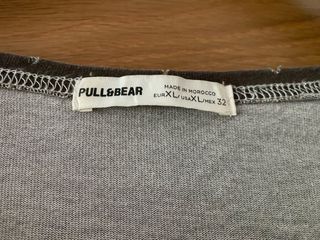 PULL&BEAR
MADE IN MOROCCO
EUR XL/ USA XL/ MEX 32